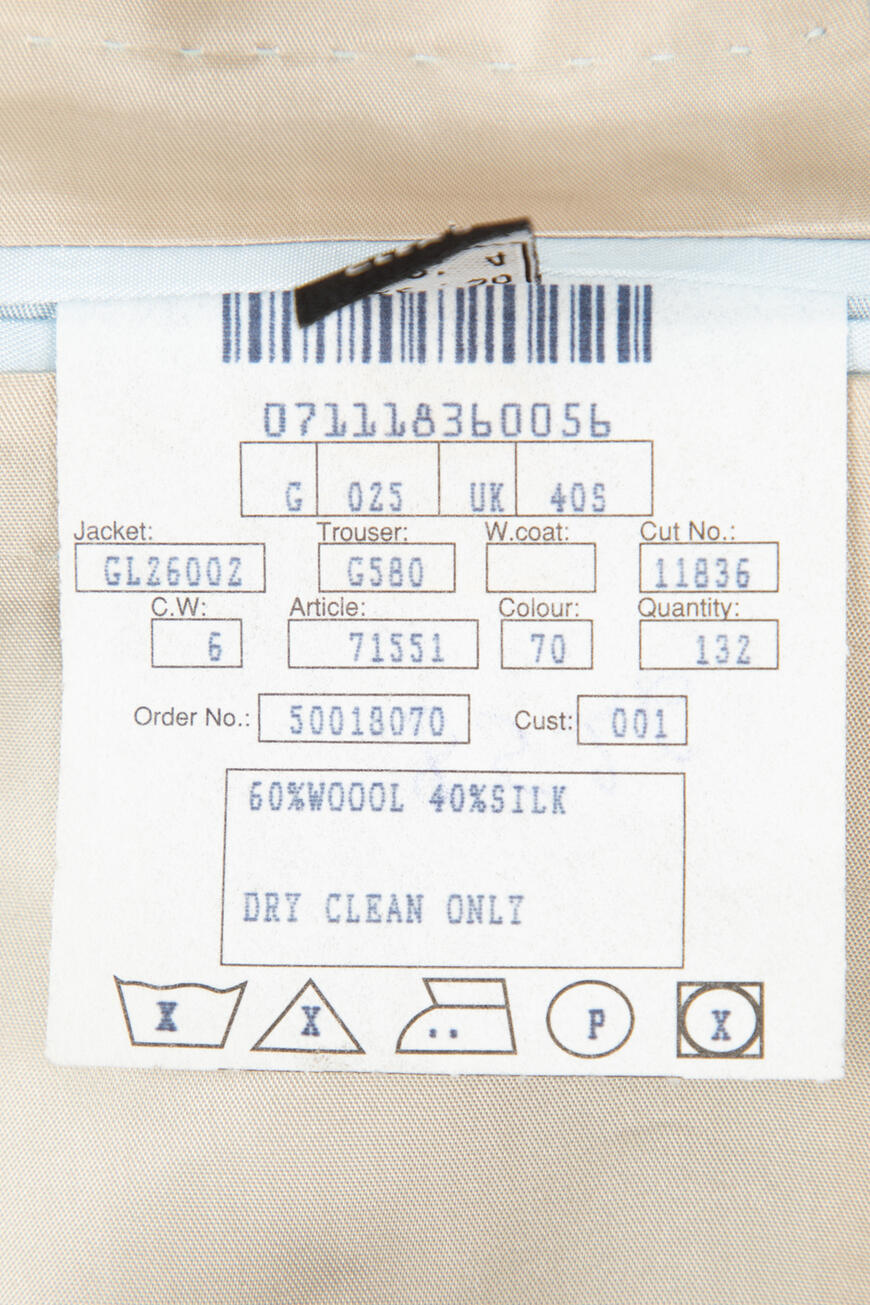 071118360056
G 025 UK 40S
Jacket: Trouser: W.coat: Cut No.:
GL26002 G580 11836
C.W: Article: Colour: Quantity:
6 71551 70 132
Order No.: 50018070 Cust: 001
60%WOOOL 40%SILK
DRY CLEAN ONLY
X X P X